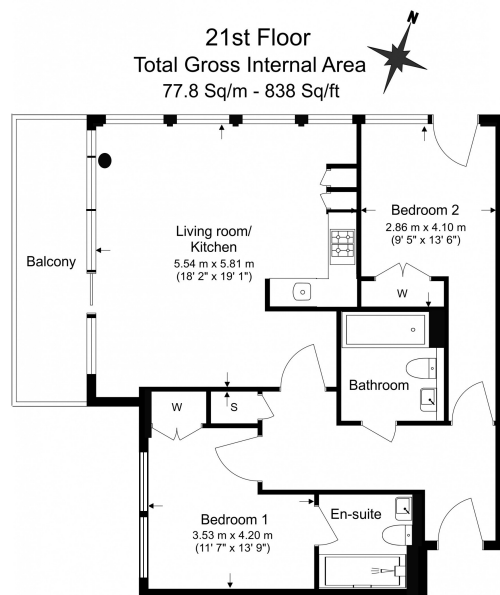 N
21st Floor
Total Gross Internal Area
77.8 Sq/m - 838 Sq/ft
Bedroom 2
2.86 m x 4.10 m
(9' 5" x 13' 6")
Living room/
Kitchen
5.54 m x 5.81 m
(18' 2" x 19' 1")
Balcony
W
Bathroom
W
S
Bedroom 1
3.53 m x 4.20 m
(11' 7" x 13' 9")
En-suite